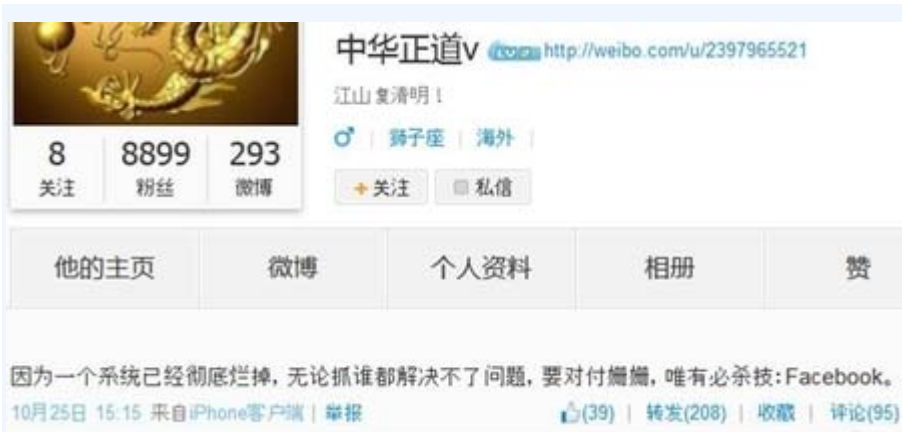 中华正道v http://weibo.com/u/2397965521
江山复清明!
狮子座 | 海外 |
8 8899 293
关注 粉丝 微博
+关注 私信
他的主页 微博 个人资料 相册 赞
因为一个系统已经彻底烂掉, 无论抓谁都解决不了问题, 要对付姗姗, 唯有必杀技:Facebook。
10月25日 15:15 来自iPhone客户端 | 举报 (39) | 转发(208) | 收藏 | 评论(95)